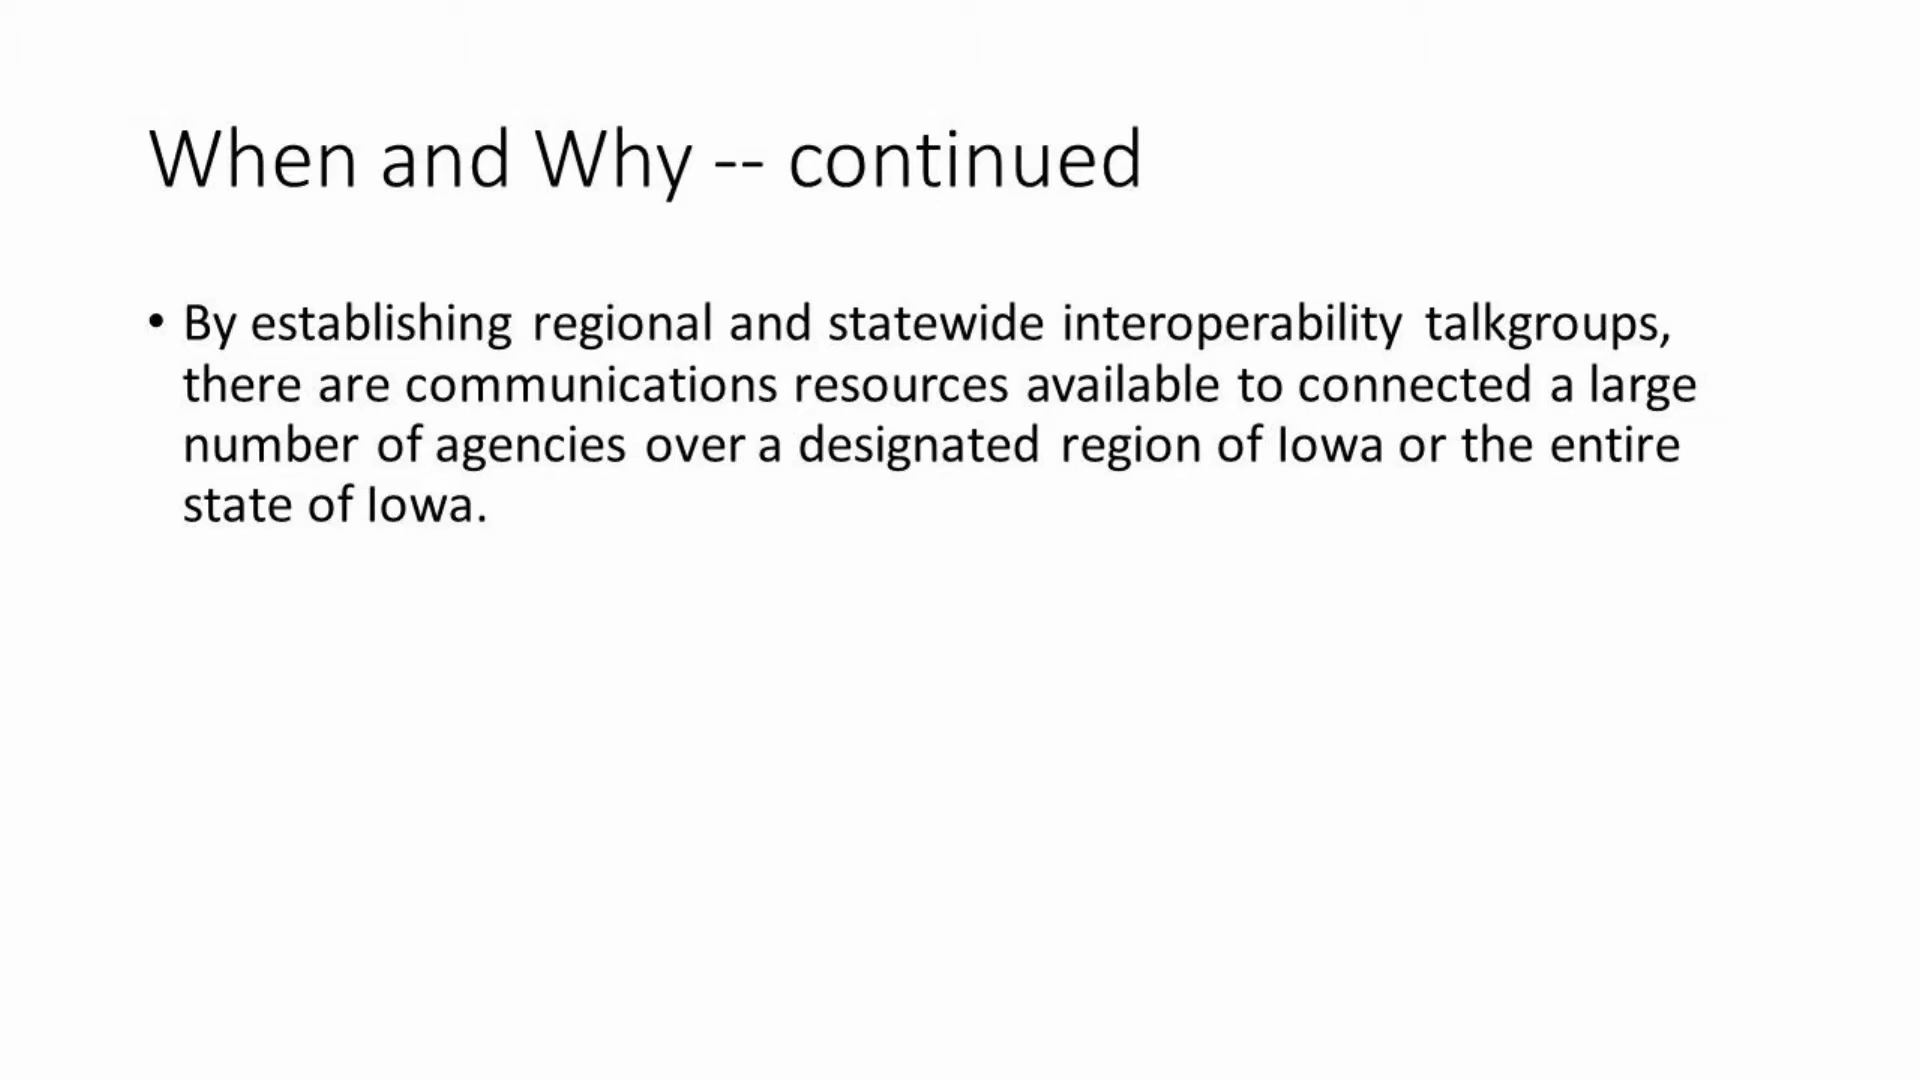 When and Why -- continued
• By establishing regional and statewide interoperability talkgroups,
there are communications resources available to connected a large
number of agencies over a designated region of Iowa or the entire
state of Iowa.